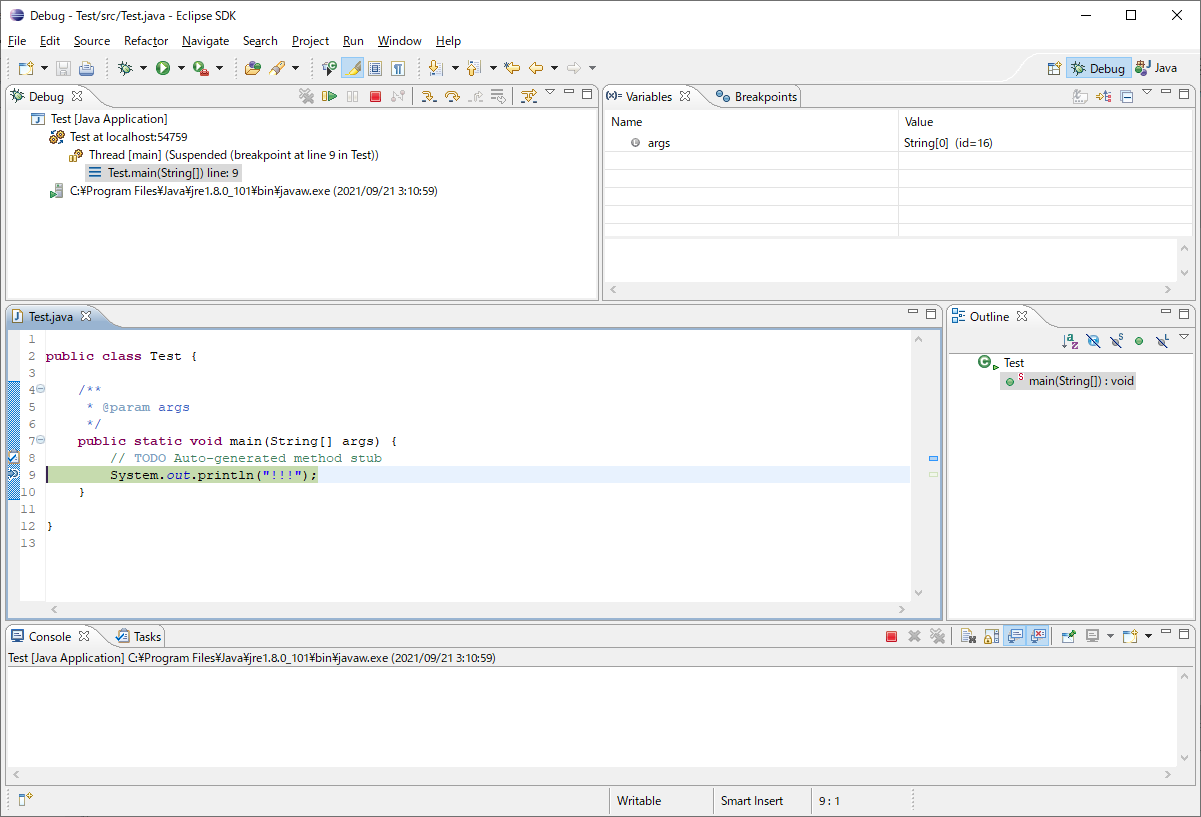 Debug - Test/src/Test.java - Eclipse SDK
File Edit Source Refactor Navigate Search Project Run Window Help
Debug Java
Debug
Test [Java Application]
Test at localhost:54759
Thread [main] (Suspended (breakpoint at line 9 in Test))
Test.main(String[]) line: 9
C:¥Program Files¥Java¥jre1.8.0_101¥bin¥javaw.exe (2021/09/21 3:10:59)
(x)= Variables Breakpoints
Name Value
args String[0] (id=16)
Test.java
1
2 public class Test {
3
4 /**
5 * @param args
6 */
7 public static void main(String[] args) {
8 // TODO Auto-generated method stub
9 System.out.println("!!!");
10 }
11
12 }
13
Outline
Test
main(String[]) : void
Console Tasks
Test [Java Application] C:¥Program Files¥Java¥jre1.8.0_101¥bin¥javaw.exe (2021/09/21 3:10:59)
Writable Smart Insert 9 : 1